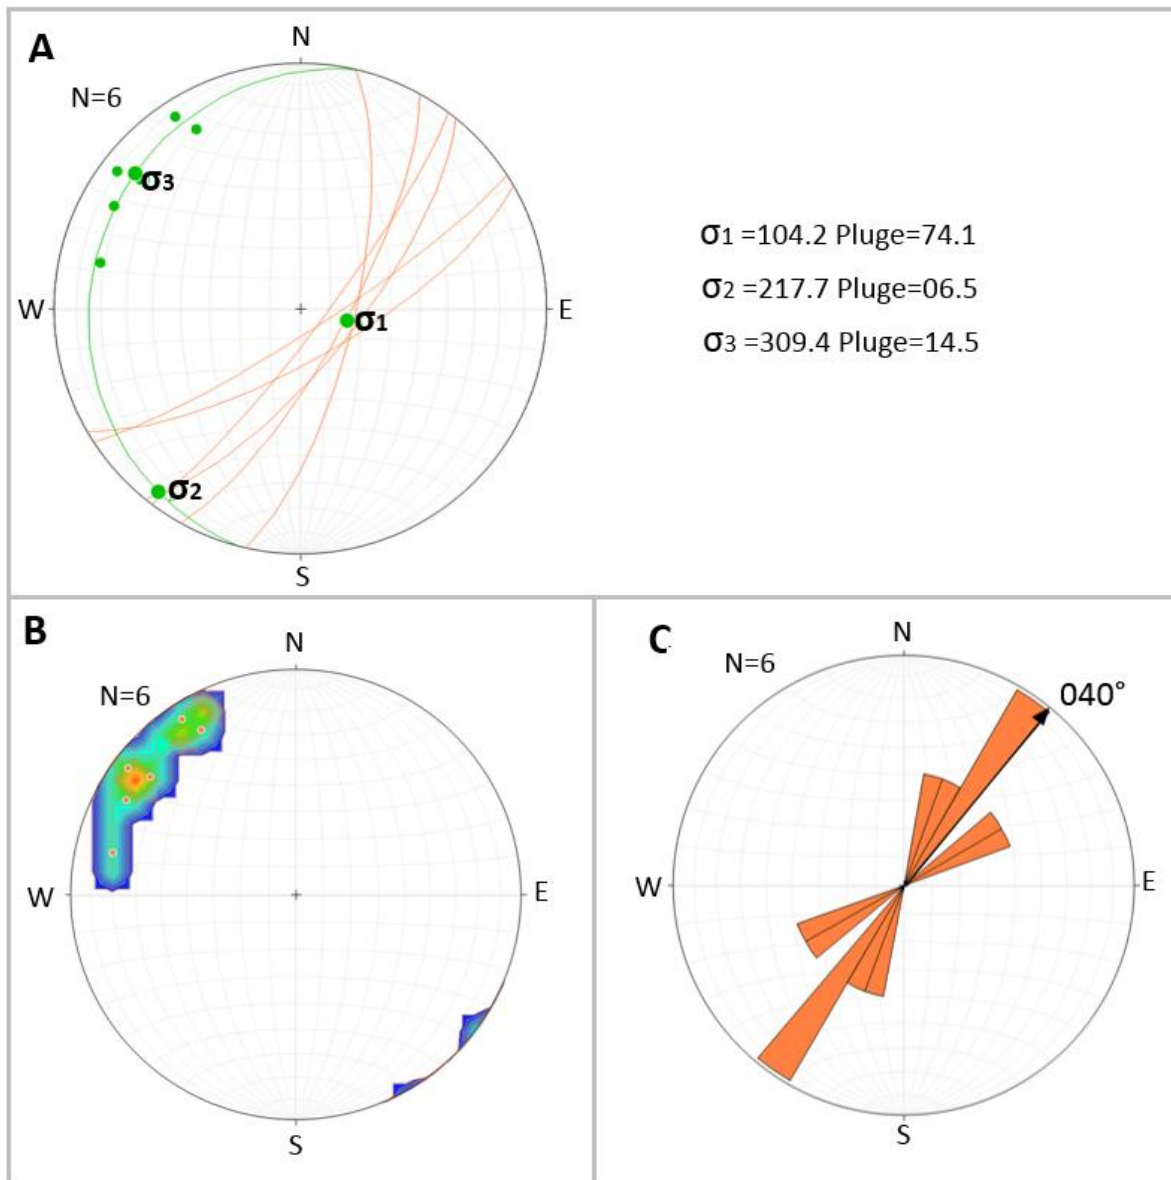 A
N
N=6
σ3
W
E
σ1
σ2
S
σ1 =104.2 Pluge=74.1
σ2 =217.7 Pluge=06.5
σ3 =309.4 Pluge=14.5
B
N
N=6
W
E
S
C
N
N=6
040°
W
E
S